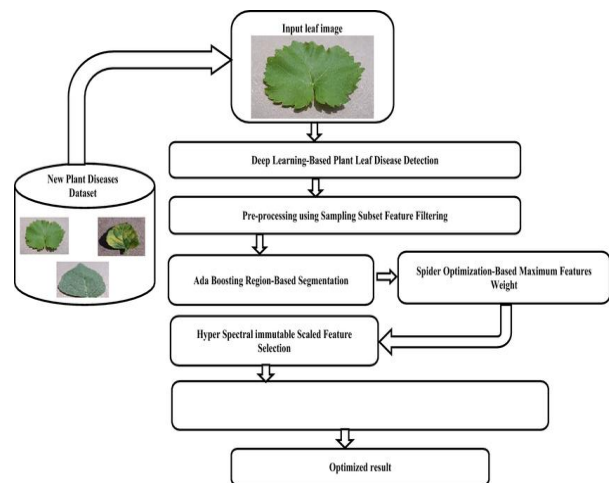 Input leaf image
New Plant Diseases
Dataset
Deep Learning-Based Plant Leaf Disease Detection
Pre-processing using Sampling Subset Feature Filtering
Ada Boosting Region-Based Segmentation
Spider Optimization-Based Maximum Features
Weight
Hyper Spectral immutable Scaled Feature
Selection
Optimized result